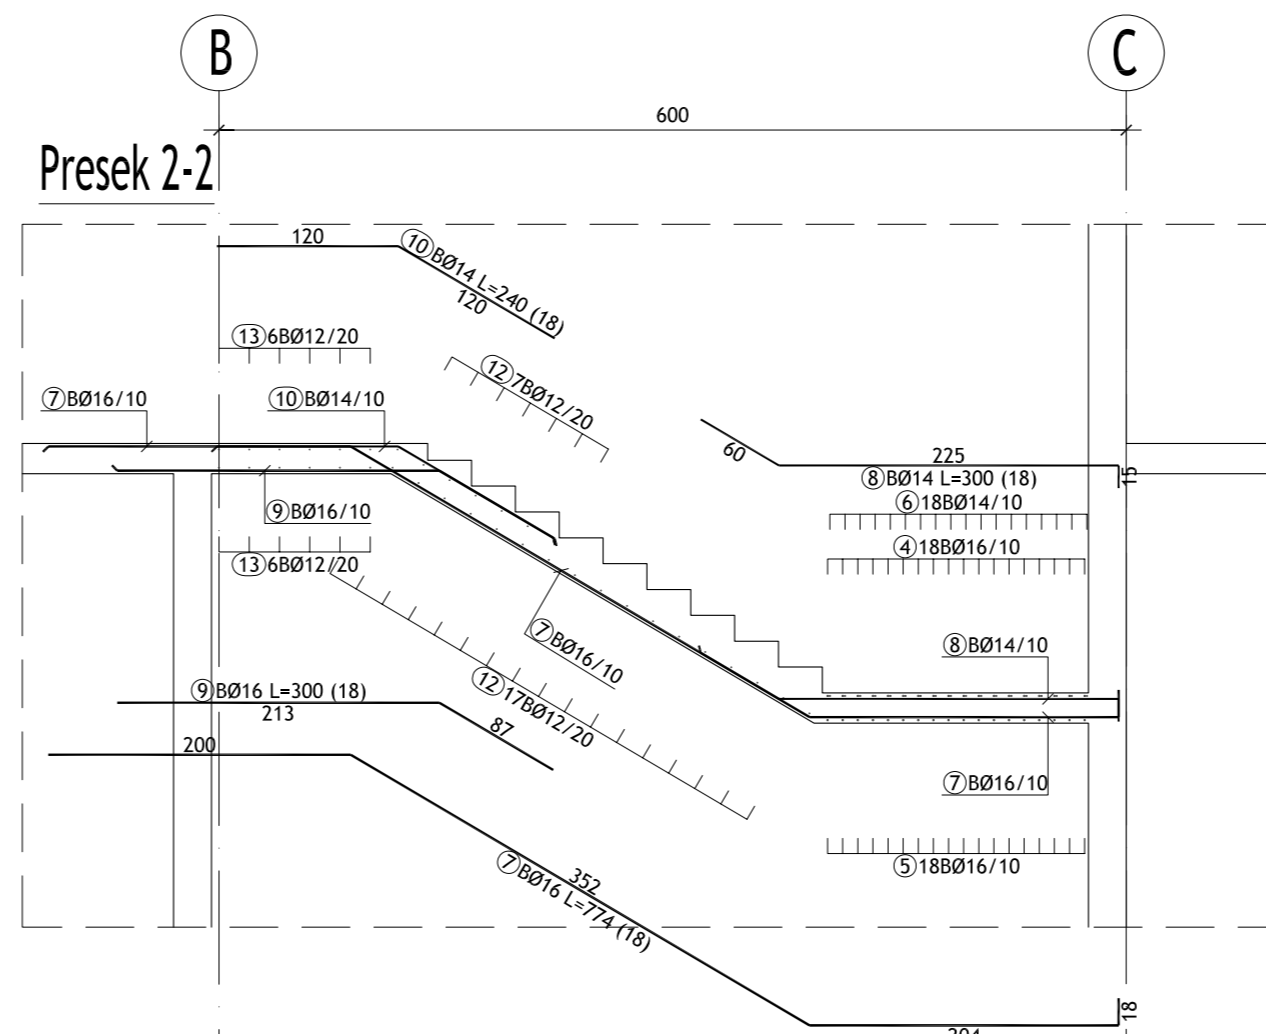 B
C
600
Presek 2-2
120
10 BØ14 L=240 (18)
120
13 6BØ12/20
12 7BØ12/20
7 BØ16/10
10 BØ14/10
60
225
8 BØ14 L=300 (18)
15
6 18BØ14/10
9 BØ16/10
4 18BØ16/10
13 6BØ12/20
7 BØ16/10
8 BØ14/10
12 17BØ12/20
9 BØ16 L=300 (18)
213
87
200
7 BØ16/10
5 18BØ16/10
352
7 BØ16 L=774 (18)
18
204